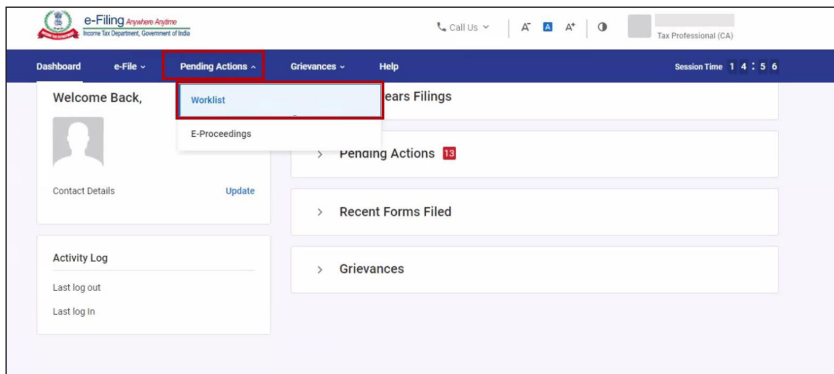 e-Filing Anywhere Anytime
Income Tax Department, Government of India
Call Us
A- A A+
Tax Professional (CA)
Dashboard e-File Pending Actions Grievances Help Session Time 1 4 : 5 6
Welcome Back,
Worklist
E-Proceedings
ears Filings
Pending Actions 13
Contact Details Update
Recent Forms Filed
Activity Log
Grievances
Last log out
Last log In